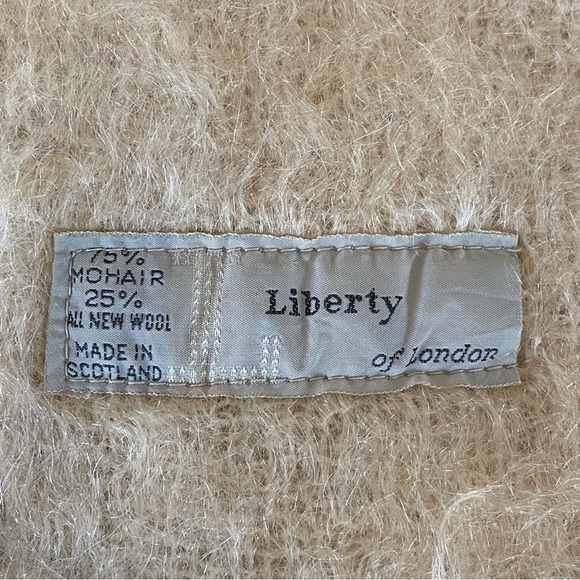 75%
MOHAIR
25%
ALL NEW WOOL
MADE IN
SCOTLAND
Liberty
of London